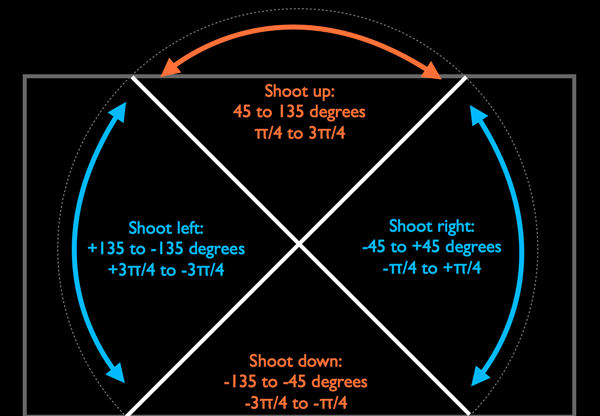 Shoot up:
45 to 135 degrees
π/4 to 3π/4
Shoot left:
+135 to -135 degrees
+3π/4 to -3π/4
Shoot right:
-45 to +45 degrees
-π/4 to +π/4
Shoot down:
-135 to -45 degrees
-3π/4 to -π/4